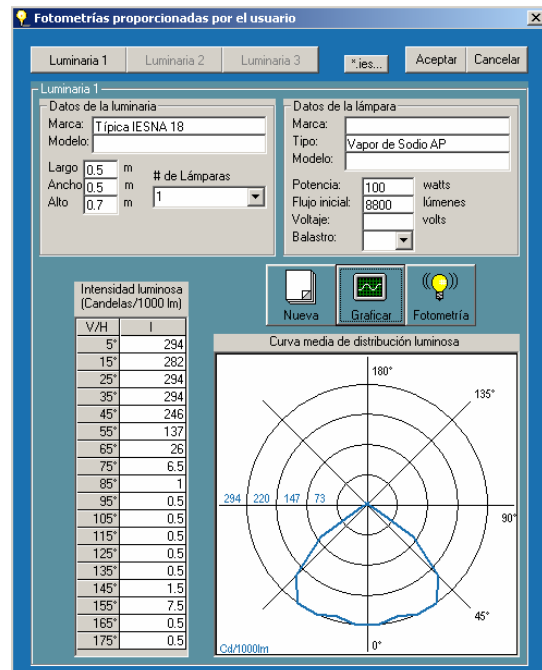 Fotometrías proporcionadas por el usuario
Luminaria 1 Luminaria 2 Luminaria 3 *.ies... Aceptar Cancelar
Luminaria 1
Datos de la luminaria
Marca: Típica IESNA 18
Modelo:
Largo 0.5 m
Ancho 0.5 m
Alto 0.7 m
# de Lámparas
1
Datos de la lámpara
Marca:
Tipo: Vapor de Sodio AP
Modelo:
Potencia: 100 watts
Flujo inicial: 8800 lúmenes
Voltaje: volts
Balastro:
Nueva Graficar Fotometría
Intensidad luminosa
(Candelas/1000 lm)
V/H I
5° 294
15° 282
25° 294
35° 294
45° 246
55° 137
65° 26
75° 6.5
85° 1
95° 0.5
105° 0.5
115° 0.5
125° 0.5
135° 0.5
145° 1.5
155° 7.5
165° 0.5
175° 0.5
Curva media de distribución luminosa
180°
135°
294 220 147 73
90°
45°
0°
Cd/1000lm